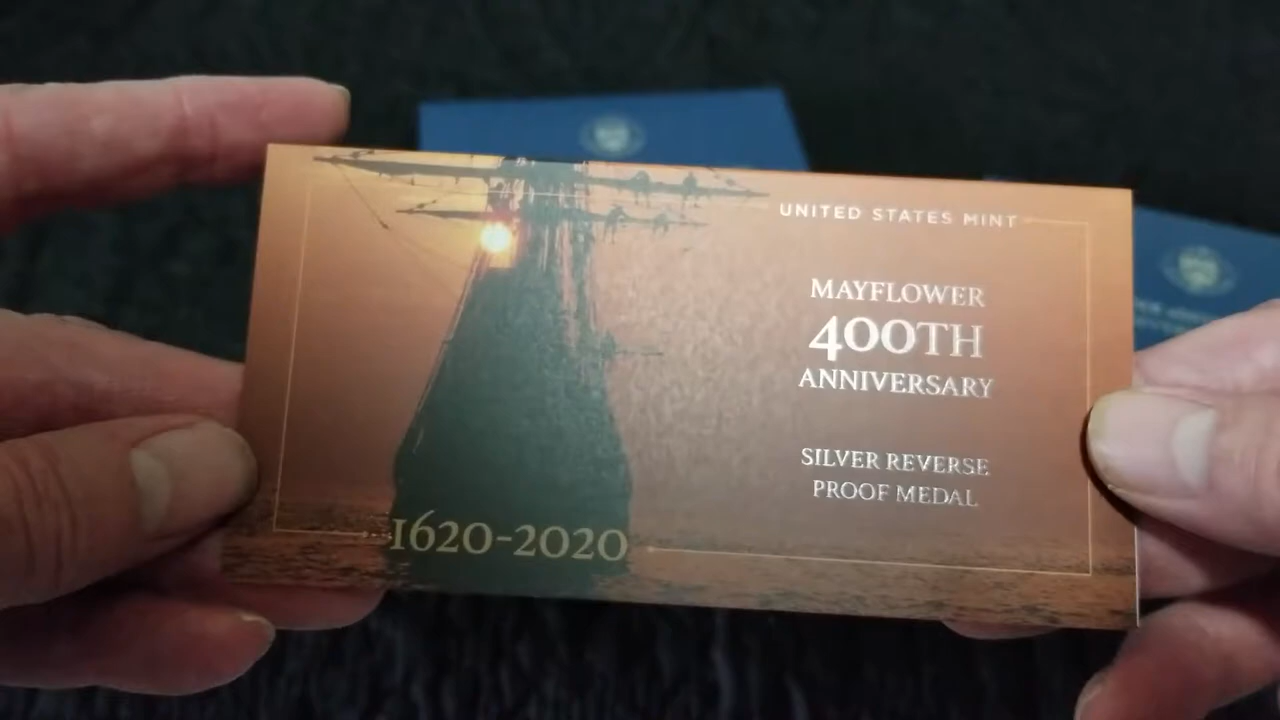 UNITED STATES MINT
MAYFLOWER
400TH
ANNIVERSARY
SILVER REVERSE
PROOF MEDAL
1620-2020